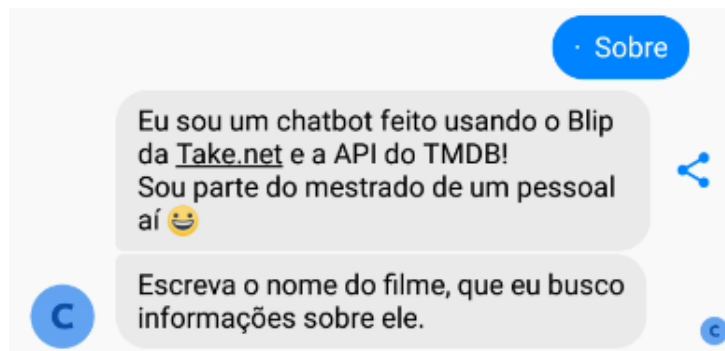 · Sobre
Eu sou um chatbot feito usando o Blip
da Take.net e a API do TMDB!
Sou parte do mestrado de um pessoal
aí 😀
Escreva o nome do filme, que eu busco
informações sobre ele.
C
C